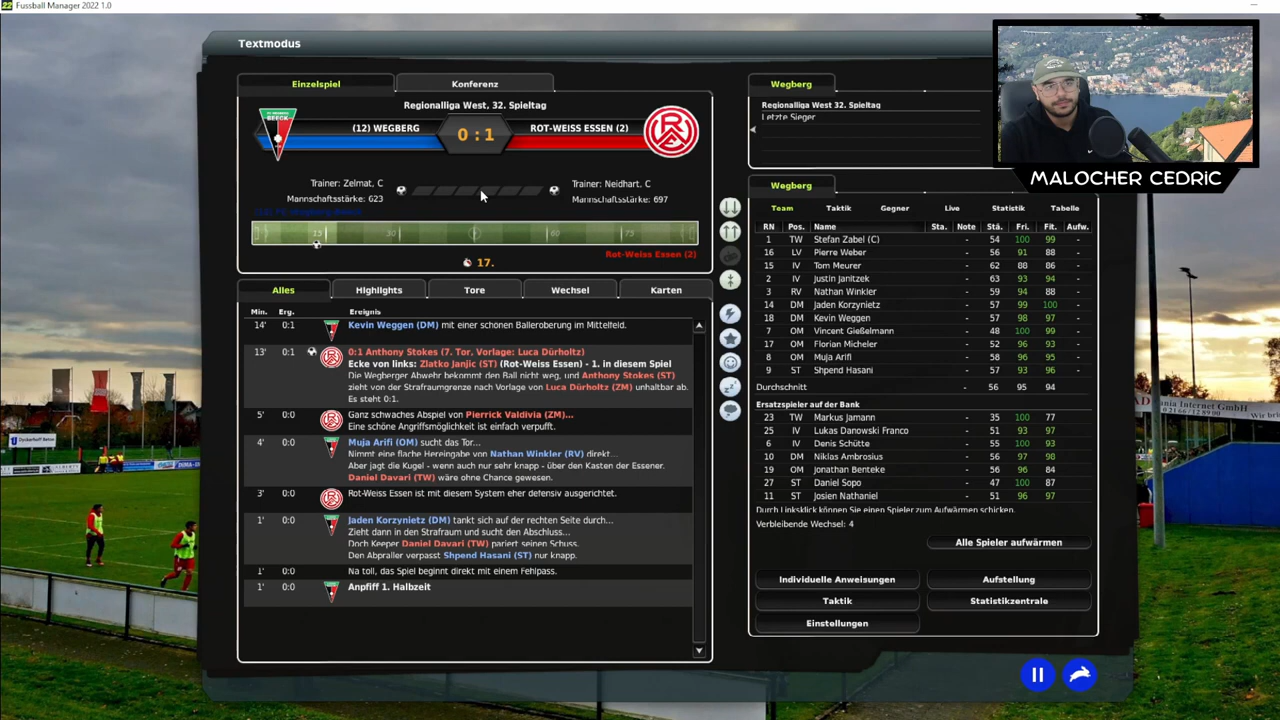 22 Fussball Manager 2022 1.0
Textmodus
Einzelspiel
Konferenz
Regionalliga West, 32. Spieltag
BEECK
(12) WEGBERG
0 : 1
ROT-WEISS ESSEN (2)
Trainer: Zelmat, C
Mannschaftsstärke: 623
Trainer: Neidhart, C
Mannschaftsstärke: 697
15
30
60
75
Rot-Weiss Essen (2)
17.
Alles
Highlights
Tore
Wechsel
Karten
Min. Erg. Ereignis
14' 0:1 Kevin Weggen (DM) mit einer schönen Balleroberung im Mittelfeld.
13' 0:1 0:1 Anthony Stokes (7. Tor, Vorlage: Luca Dürholtz)
Ecke von links: Zlatko Janjic (ST) (Rot-Weiss Essen) - 1. in diesem Spiel
Die Wegberger Abwehr bekommt den Ball nicht weg, und Anthony Stokes (ST)
zieht von der Strafraumgrenze nach Vorlage von Luca Dürholtz (ZM) unhaltbar ab.
Es steht 0:1.
5' 0:0 Ganz schwaches Abspiel von Pierrick Valdivia (ZM)...
Eine schöne Angriffsmöglichkeit ist einfach verpufft.
4' 0:0 Muja Arifi (OM) sucht das Tor...
Nimmt eine flache Hereingabe von Nathan Winkler (RV) direkt...
Aber jagt die Kugel - wenn auch nur sehr knapp - über den Kasten der Essener.
Daniel Davari (TW) wäre ohne Chance gewesen.
3' 0:0 Rot-Weiss Essen ist mit diesem System eher defensiv ausgerichtet.
1' 0:0 Jaden Korzynietz (DM) tankt sich auf der rechten Seite durch...
Zieht dann in den Strafraum und sucht den Abschluss...
Doch Keeper Daniel Davari (TW) pariert seinen Schuss.
Den Abpraller verpasst Shpend Hasani (ST) nur knapp.
1' 0:0 Na toll, das Spiel beginnt direkt mit einem Fehlpass.
1' 0:0 Anpfiff 1. Halbzeit
Wegberg
Regionalliga West 32. Spieltag
Letzte Sieger
MALOCHER CEDRIC
Wegberg
Team Taktik Gegner Live Statistik Tabelle
RN Pos. Name Sta. Note Stä. Fri. Fit. Aufw.
1 TW Stefan Zabel (C) - 54 100 99 -
16 LV Pierre Weber - 56 91 88 -
15 IV Tom Meurer - 62 88 86 -
2 IV Justin Janitzek - 63 93 94 -
3 RV Nathan Winkler - 59 94 88 -
14 DM Jaden Korzynietz - 57 99 100 -
18 DM Kevin Weggen - 57 98 97 -
7 OM Vincent Gießelmann - 48 100 99 -
17 OM Florian Micheler - 52 96 93 -
8 OM Muja Arifi - 58 96 95 -
9 ST Shpend Hasani - 57 93 96 -
Durchschnitt - 56 95 94
Ersatzspieler auf der Bank
23 TW Markus Jamann - 35 100 77
25 IV Lukas Danowski Franco - 51 93 97
6 IV Denis Schütte - 55 100 93
10 DM Niklas Ambrosius - 56 97 98
19 OM Jonathan Benteke - 56 96 84
27 ST Daniel Sopo - 47 100 87
11 ST Josien Nathaniel - 51 96 97
Durch Linksklick können Sie einen Spieler zum Aufwärmen schicken.
Verbleibende Wechsel: 4
Alle Spieler aufwärmen
Individuelle Anweisungen
Aufstellung
Taktik
Statistikzentrale
Einstellungen